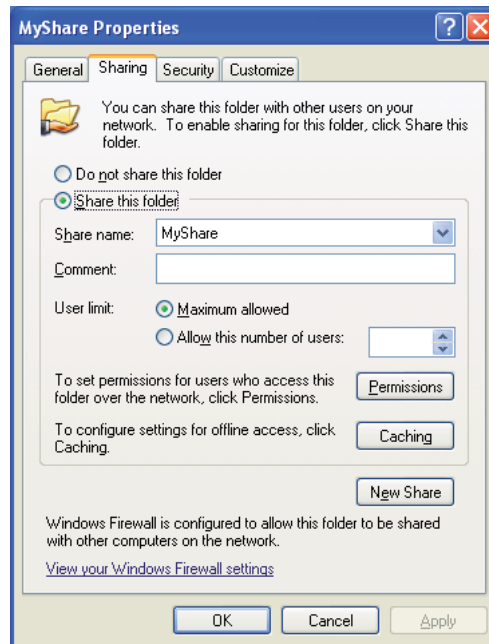 MyShare Properties
General Sharing Security Customize
You can share this folder with other users on your
network. To enable sharing for this folder, click Share this
folder.
Do not share this folder
Share this folder
Share name: MyShare
Comment:
User limit: Maximum allowed
Allow this number of users:
To set permissions for users who access this
folder over the network, click Permissions.
Permissions
To configure settings for offline access, click
Caching.
Caching
New Share
Windows Firewall is configured to allow this folder to be shared
with other computers on the network.
View your Windows Firewall settings
OK Cancel Apply